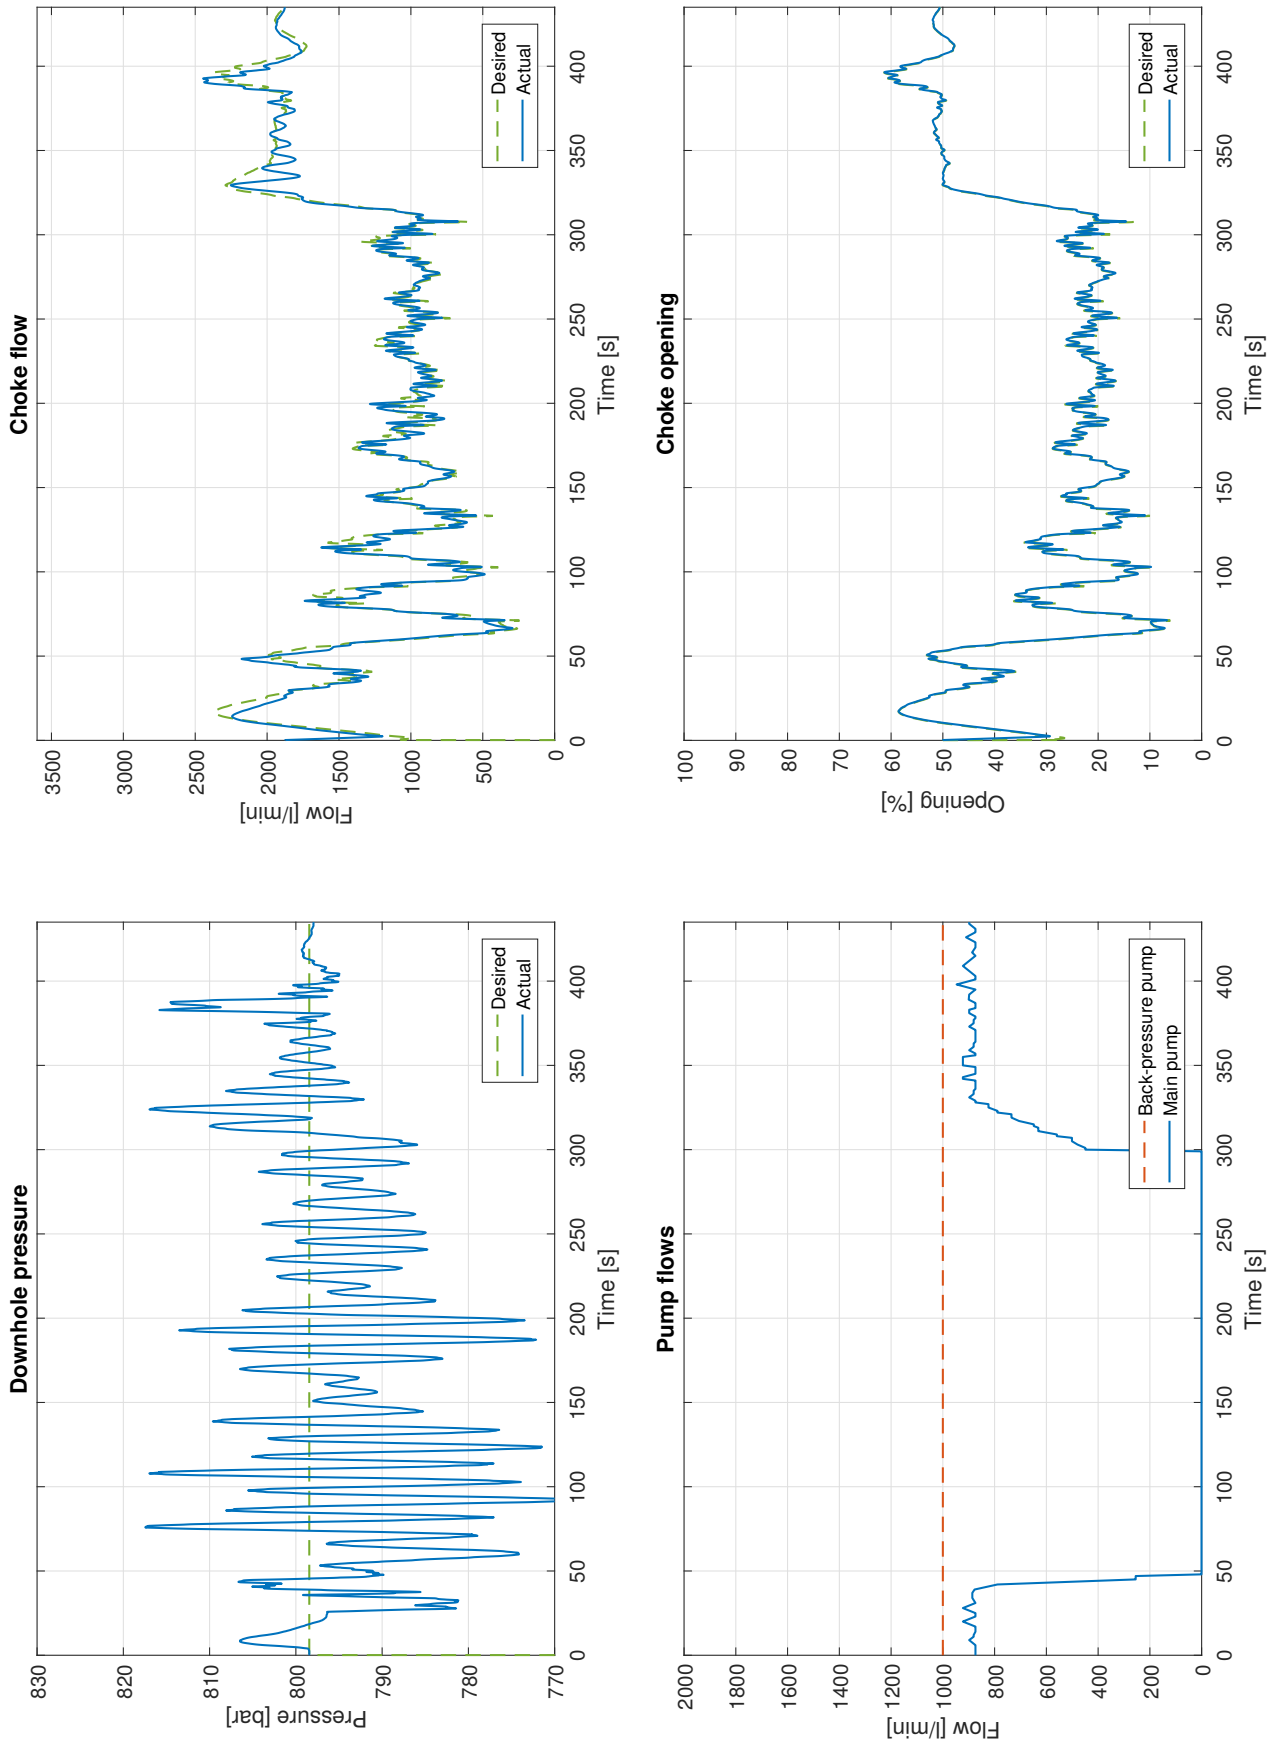 Downhole pressure
830
820
810
800
790
780
770
Pressure [bar]
0 50 100 150 200 250 300 350 400
Time [s]
Desired
Actual
Choke flow
3500
3000
2500
2000
1500
1000
500
Flow [l/min]
0 50 100 150 200 250 300 350 400
Time [s]
Desired
Actual
Pump flows
2000
1800
1600
1400
1200
1000
800
600
400
200
0
Flow [l/min]
0 50 100 150 200 250 300 350 400
Time [s]
Back-pressure pump
Main pump
Choke opening
100
90
80
70
60
50
40
30
20
10
Opening [%]
0 50 100 150 200 250 300 350 400
Time [s]
Desired
Actual